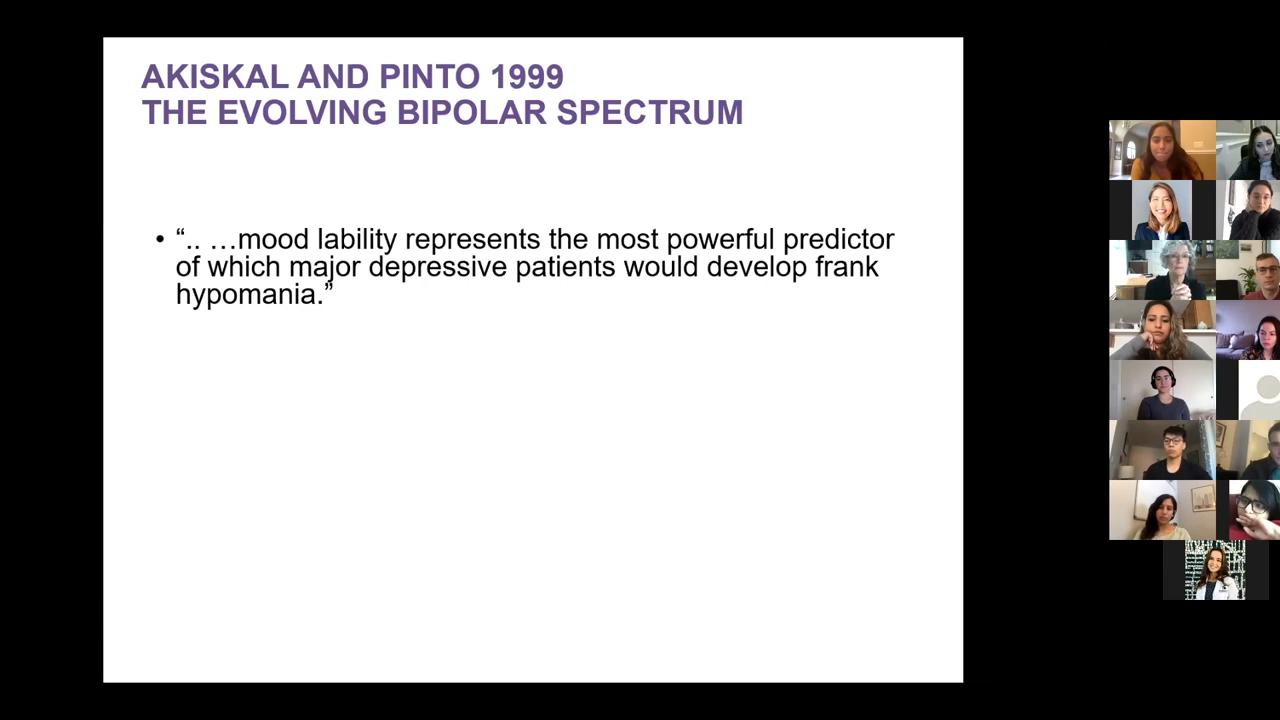 AKISKAL AND PINTO 1999
THE EVOLVING BIPOLAR SPECTRUM
• “.. …mood lability represents the most powerful predictor
of which major depressive patients would develop frank
hypomania.”